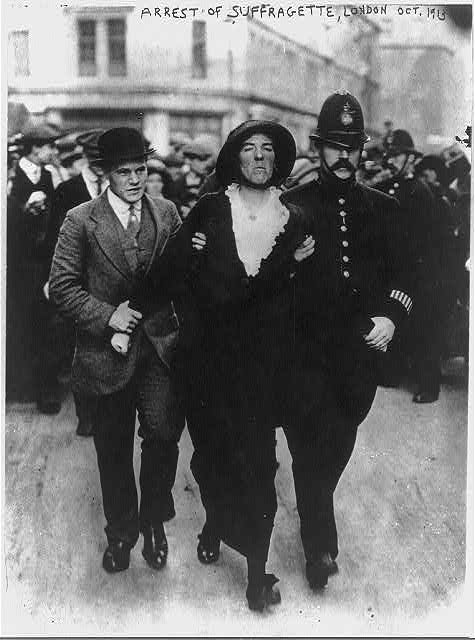 ARREST OF SUFFRAGETTE, LONDON OCT. 1913